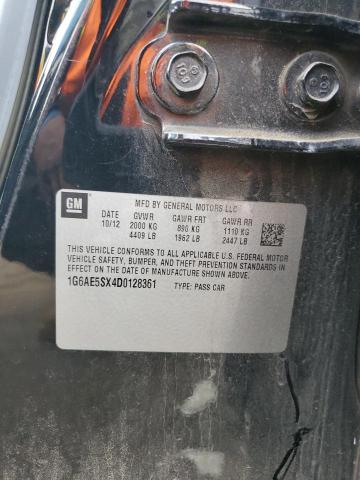 GM
MFD BY GENERAL MOTORS LLC
DATE GVWR GAWR FRT GAWR RR
10/12 2000 KG 890 KG 1110 KG
4409 LB 1962 LB 2447 LB
THIS VEHICLE CONFORMS TO ALL APPLICABLE U.S. FEDERAL MOTOR
VEHICLE SAFETY, BUMPER, AND THEFT PREVENTION STANDARDS IN
EFFECT ON THE DATE OF MANUFACTURE SHOWN ABOVE.
1G6AE5SX4D0128361 TYPE: PASS CAR